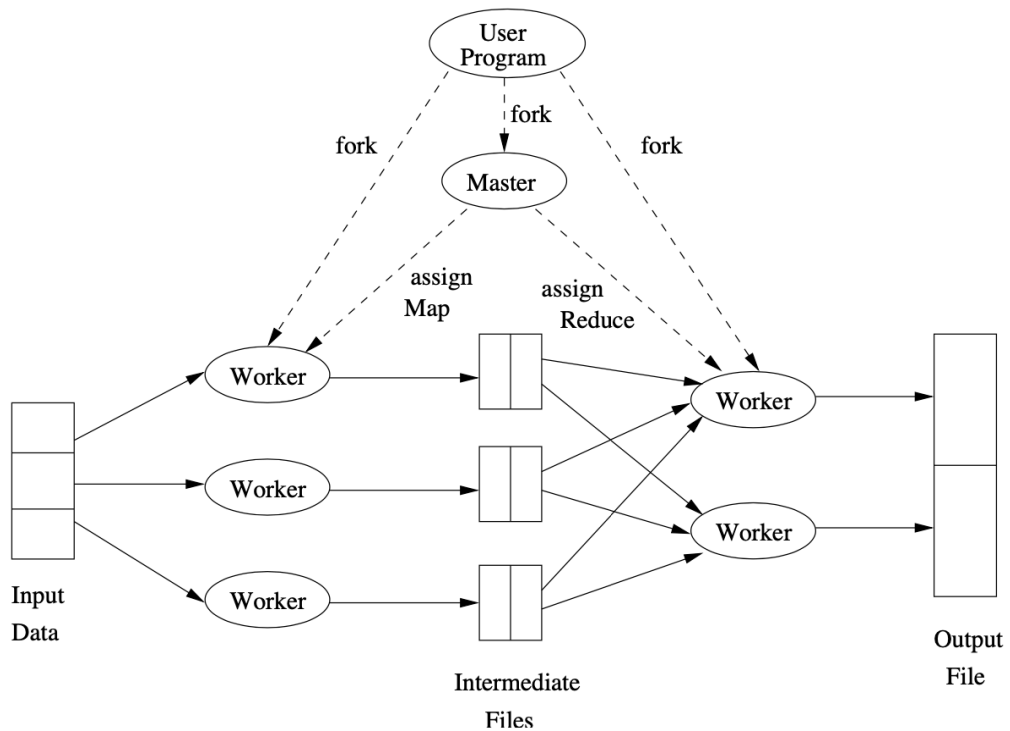 User
Program
fork
fork
fork
Master
assign
Map
assign
Reduce
Worker
Worker
Worker
Worker
Worker
Input
Data
Intermediate
Files
Output
File